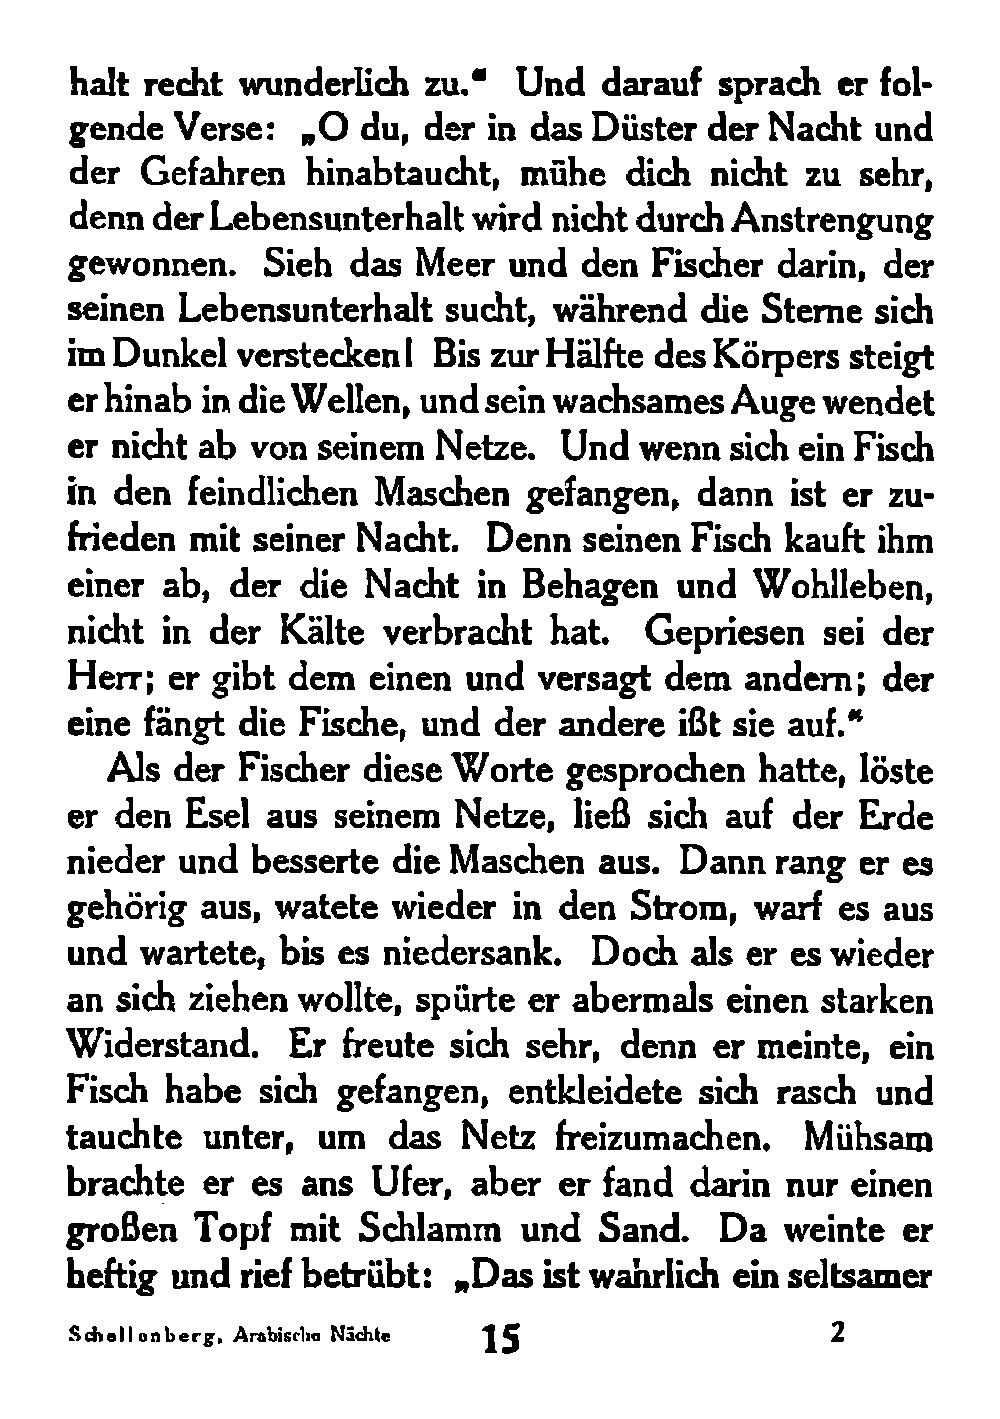 halt recht wunderlich zu.“ Und darauf sprach er fol-
gende Verse: „O du, der in das Düster der Nacht und
der Gefahren hinabtaucht, mühe dich nicht zu sehr,
denn der Lebensunterhalt wird nicht durch Anstrengung
gewonnen. Sieh das Meer und den Fischer darin, der
seinen Lebensunterhalt sucht, während die Sterne sich
im Dunkel verstecken! Bis zur Hälfte des Körpers steigt
er hinab in die Wellen, und sein wachsames Auge wendet
er nicht ab von seinem Netze. Und wenn sich ein Fisch
in den feindlichen Maschen gefangen, dann ist er zu-
frieden mit seiner Nacht. Denn seinen Fisch kauft ihm
einer ab, der die Nacht in Behagen und Wohlleben,
nicht in der Kälte verbracht hat. Gepriesen sei der
Herr; er gibt dem einen und versagt dem andern; der
eine fängt die Fische, und der andere ißt sie auf.“
Als der Fischer diese Worte gesprochen hatte, löste
er den Esel aus seinem Netze, ließ sich auf der Erde
nieder und besserte die Maschen aus. Dann rang er es
gehörig aus, watete wieder in den Strom, warf es aus
und wartete, bis es niedersank. Doch als er es wieder
an sich ziehen wollte, spürte er abermals einen starken
Widerstand. Er freute sich sehr, denn er meinte, ein
Fisch habe sich gefangen, entkleidete sich rasch und
tauchte unter, um das Netz freizumachen. Mühsam
brachte er es ans Ufer, aber er fand darin nur einen
großen Topf mit Schlamm und Sand. Da weinte er
heftig und rief betrübt: „Das ist wahrlich ein seltsamer
Schellenberg, Arabische Nächte 15 2